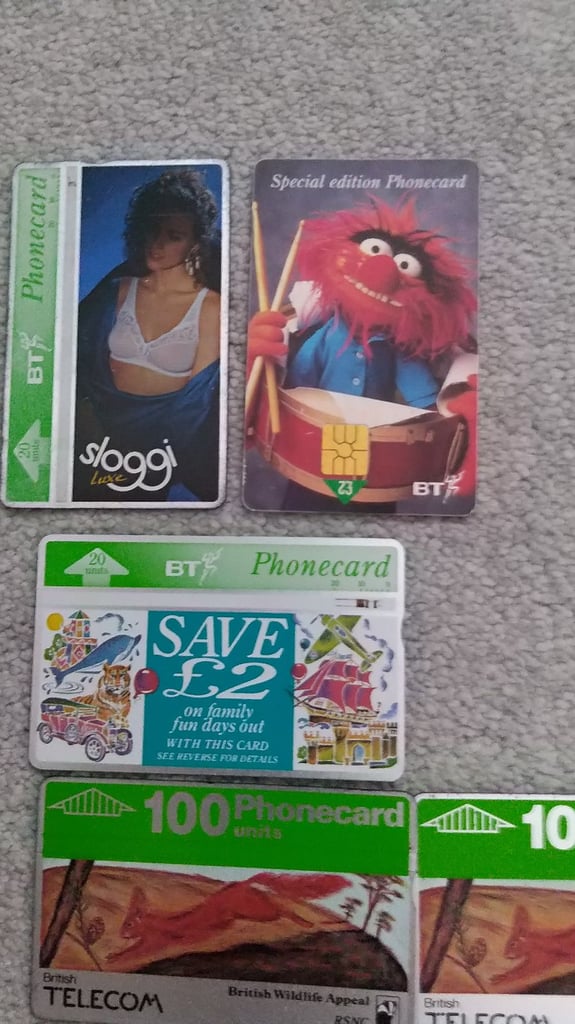 Phonecard
BT
20
units
sloggi
Luxe
Special edition Phonecard
23
BT
20
units
BT
Phonecard
SAVE
£2
on family
fun days out
WITH THIS CARD
SEE REVERSE FOR DETAILS
100 Phonecard
units
British
TELECOM
British Wildlife Appeal
RSNC
10
British
TELECOM